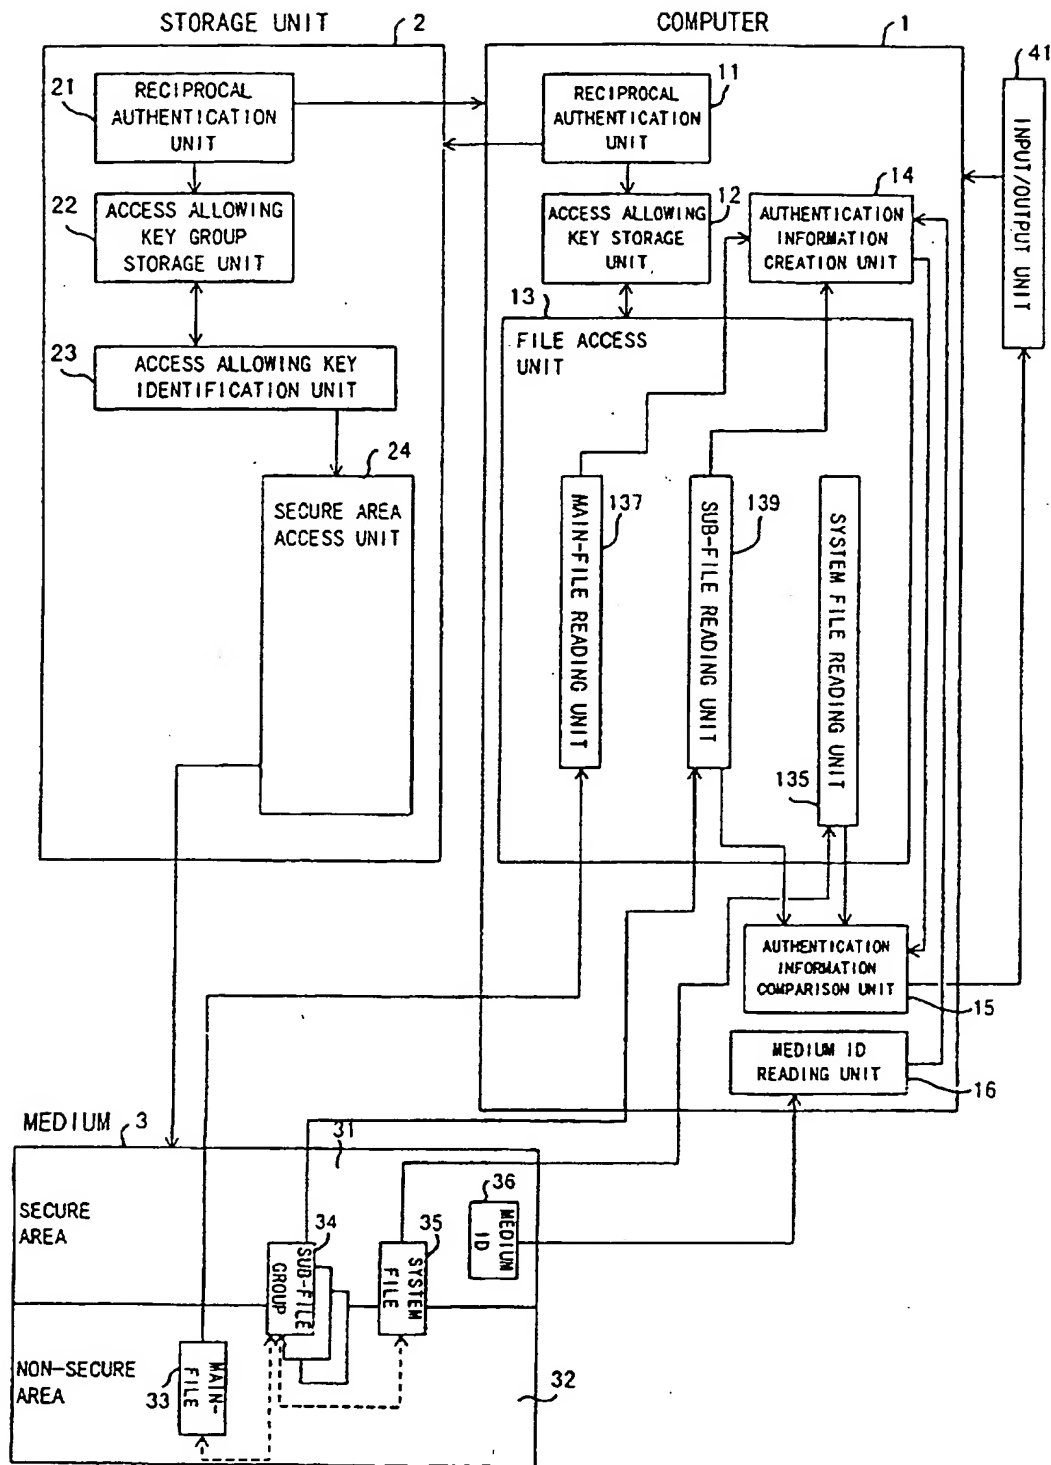 STORAGE UNIT
2
21
RECIPROCAL
AUTHENTICATION
UNIT
22
ACCESS ALLOWING
KEY GROUP
STORAGE UNIT
23
ACCESS ALLOWING KEY
IDENTIFICATION UNIT
24
SECURE AREA
ACCESS UNIT
COMPUTER
1
11
RECIPROCAL
AUTHENTICATION
UNIT
12
ACCESS ALLOWING
KEY STORAGE
UNIT
14
AUTHENTICATION
INFORMATION
CREATION UNIT
13
FILE ACCESS
UNIT
137
MAIN-FILE READING UNIT
139
SUB-FILE READING UNIT
135
SYSTEM FILE READING UNIT
AUTHENTICATION
INFORMATION
COMPARISON UNIT
15
MEDIUM ID
READING UNIT
16
41
INPUT/OUTPUT UNIT
MEDIUM
3
31
SECURE
AREA
34
SUB-FILE
GROUP
35
SYSTEM
FILE
36
MEDIUM
ID
NON-SECURE
AREA
33
MAIN-
FILE
32